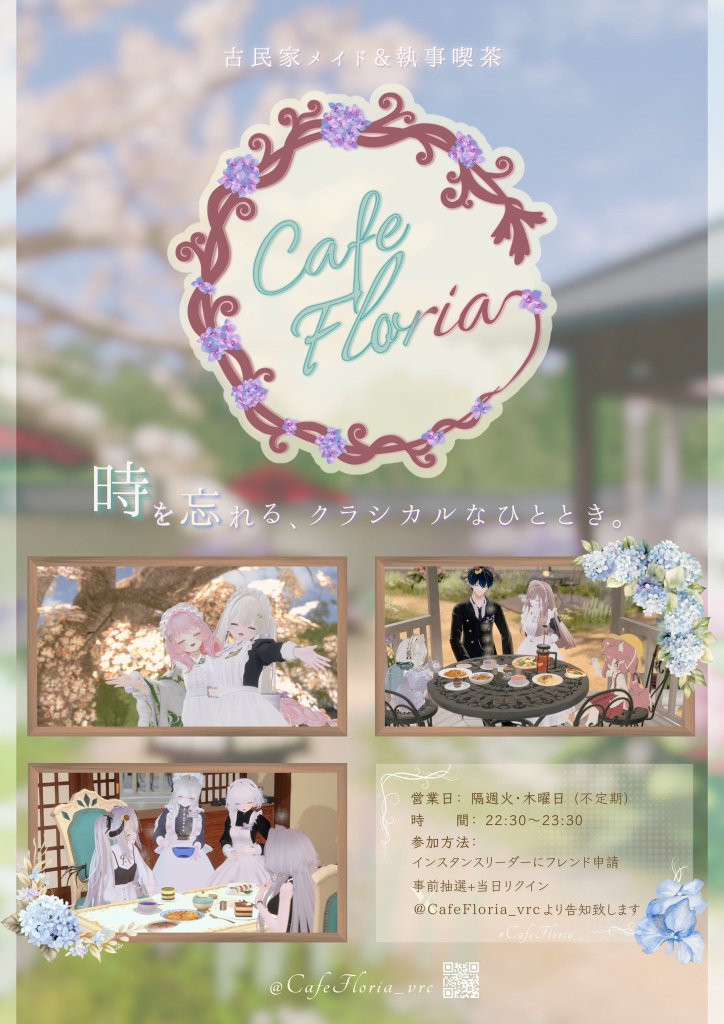 古民家メイド&執事喫茶
Cafe
Floria
時を忘れる、クラシカルなひととき。
営業日: 隔週火・木曜日 (不定期)
時　　間: 22:30〜23:30
参加方法:
インスタンスリーダーにフレンド申請
事前抽選+当日リクイン
@CafeFloria_vrcより告知致します
#CafeFloria
@CafeFloria_vrc